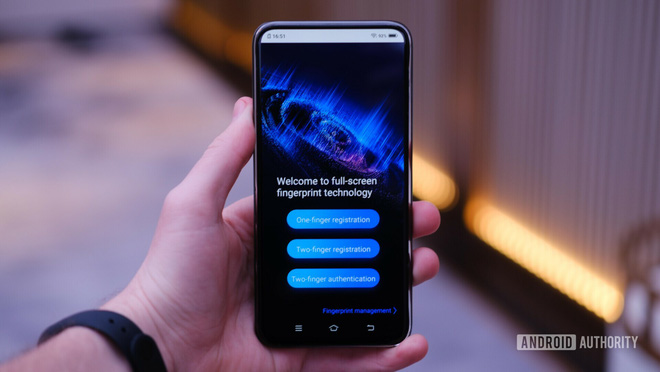 16:51
Welcome to full-screen
fingerprint technology
One-finger registration
Two-finger registration
Two-finger authentication
Fingerprint management
ANDROID AUTHORITY